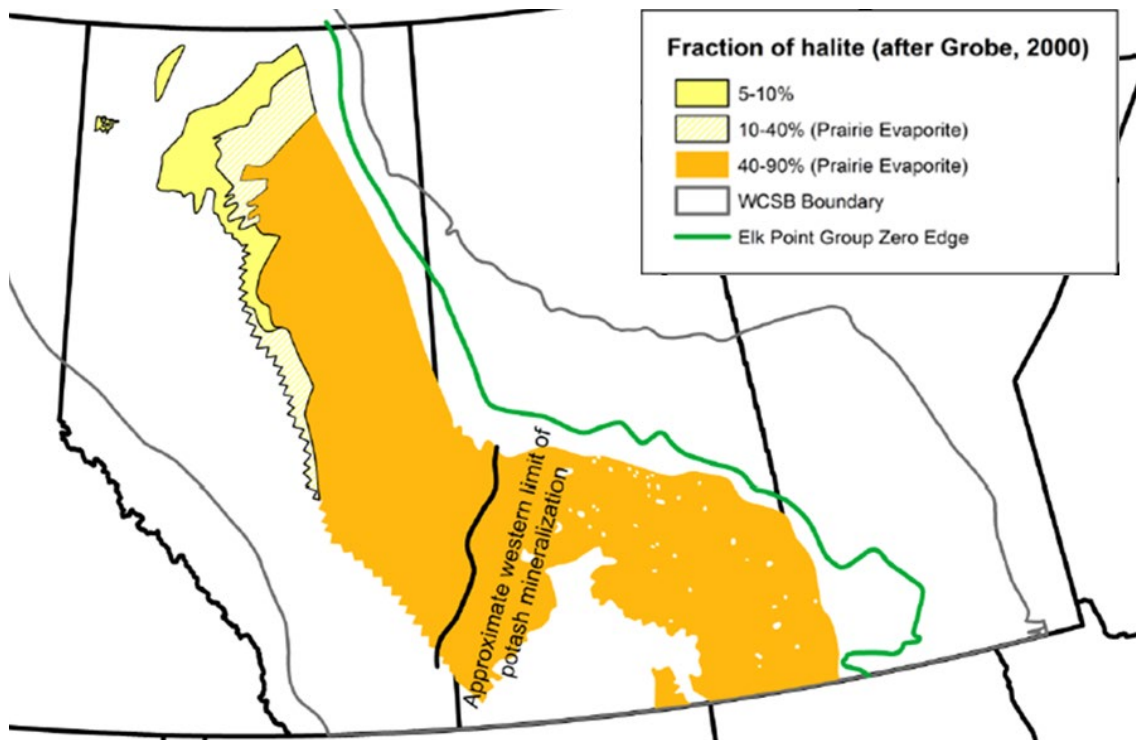 Fraction of halite (after Grobe, 2000)
5-10%
10-40% (Prairie Evaporite)
40-90% (Prairie Evaporite)
WCSB Boundary
Elk Point Group Zero Edge
Approximate western limit of
potash mineralization